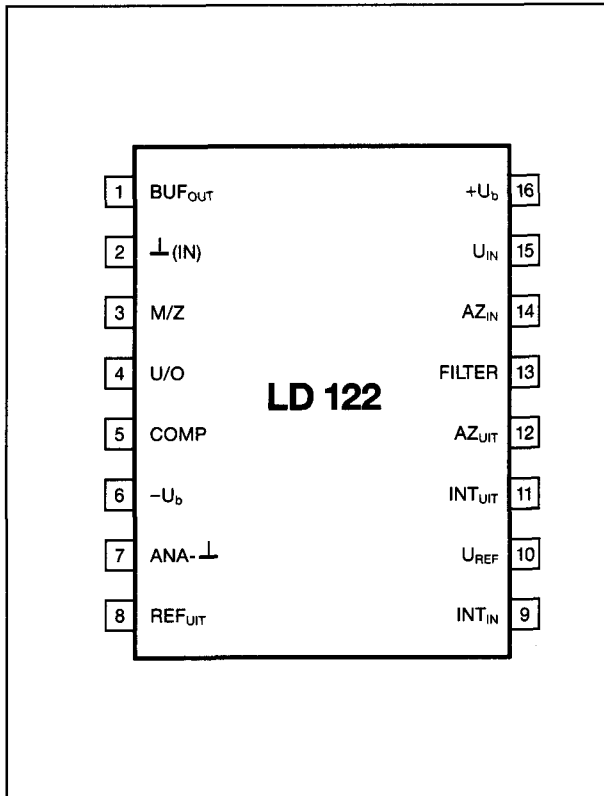 1 BUFOUT
2 ⊥(IN)
3 M/Z
4 U/O
5 COMP
6 −Ub
7 ANA-⊥
8 REFUIT
LD 122
+Ub 16
UIN 15
AZIN 14
FILTER 13
AZUIT 12
INTUIT 11
UREF 10
INTIN 9